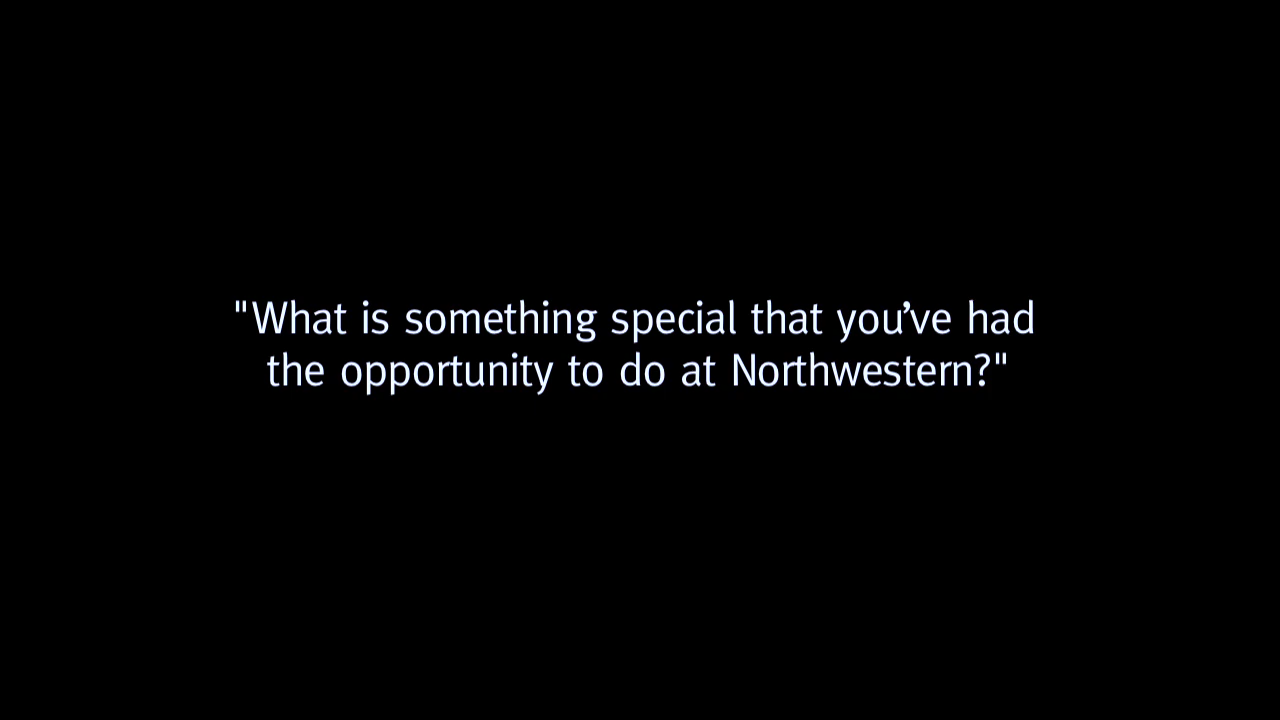 "What is something special that you’ve had
the opportunity to do at Northwestern?"